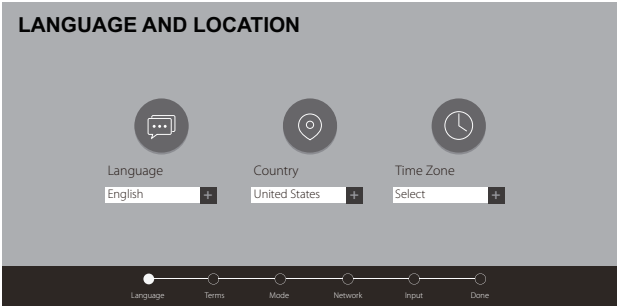 LANGUAGE AND LOCATION
Language Country Time Zone
English + United States + Select +
Language Terms Mode Network Input Done